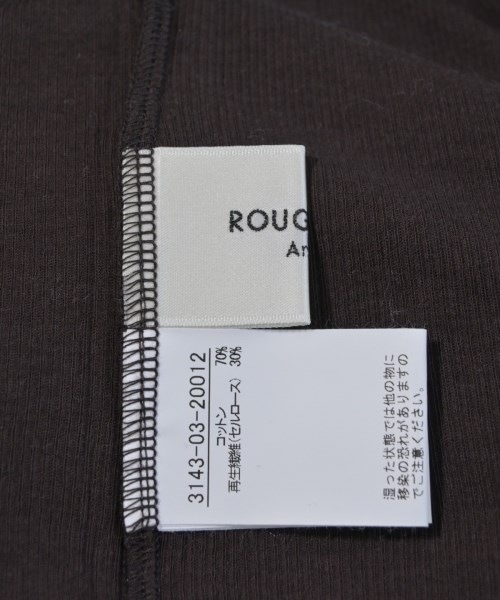 ROUG
Ar
3143-03-20012
コットン 70%
再生繊維(セルロース) 30%
湿った状態では他の物に
移染の恐れがありますの
でご注意ください。